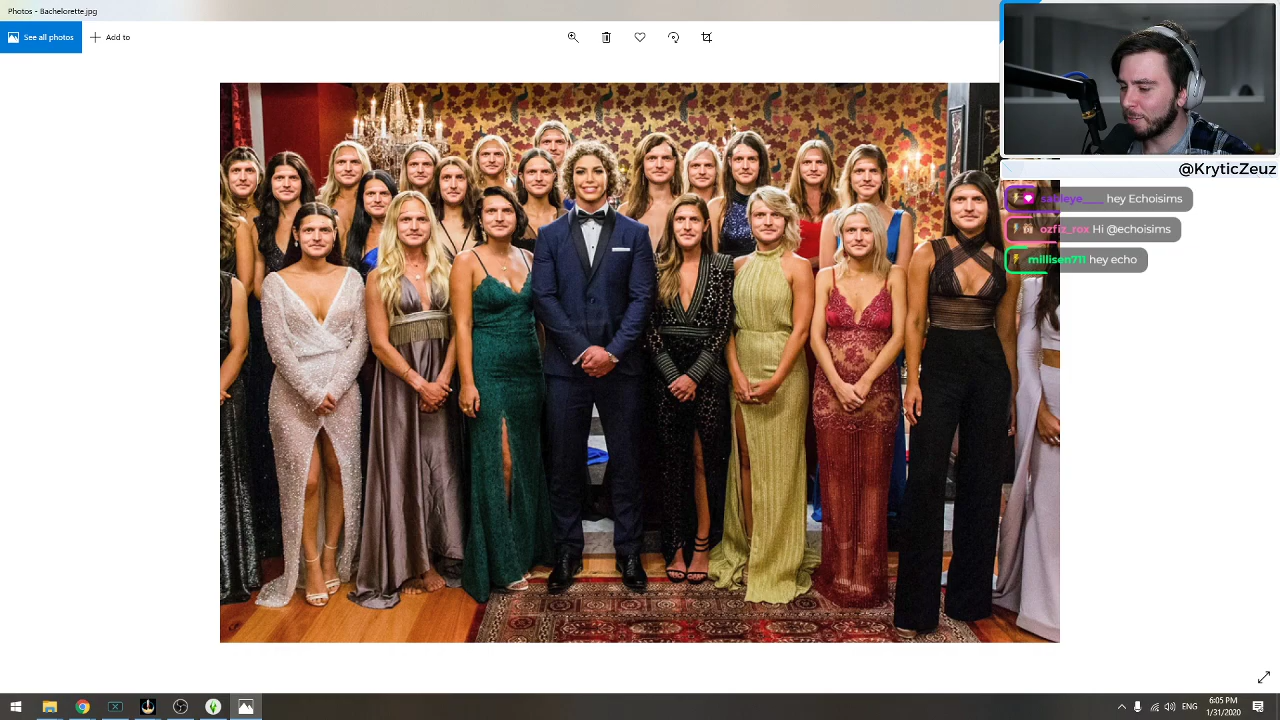 Photos - Bachelorette.jpg
See all photos
Add to
@KryticZeuz
hey Echoisims
ozfiz_rox Hi @echoisims
millisen711 hey echo
ENG
6:05 PM
1/31/2020